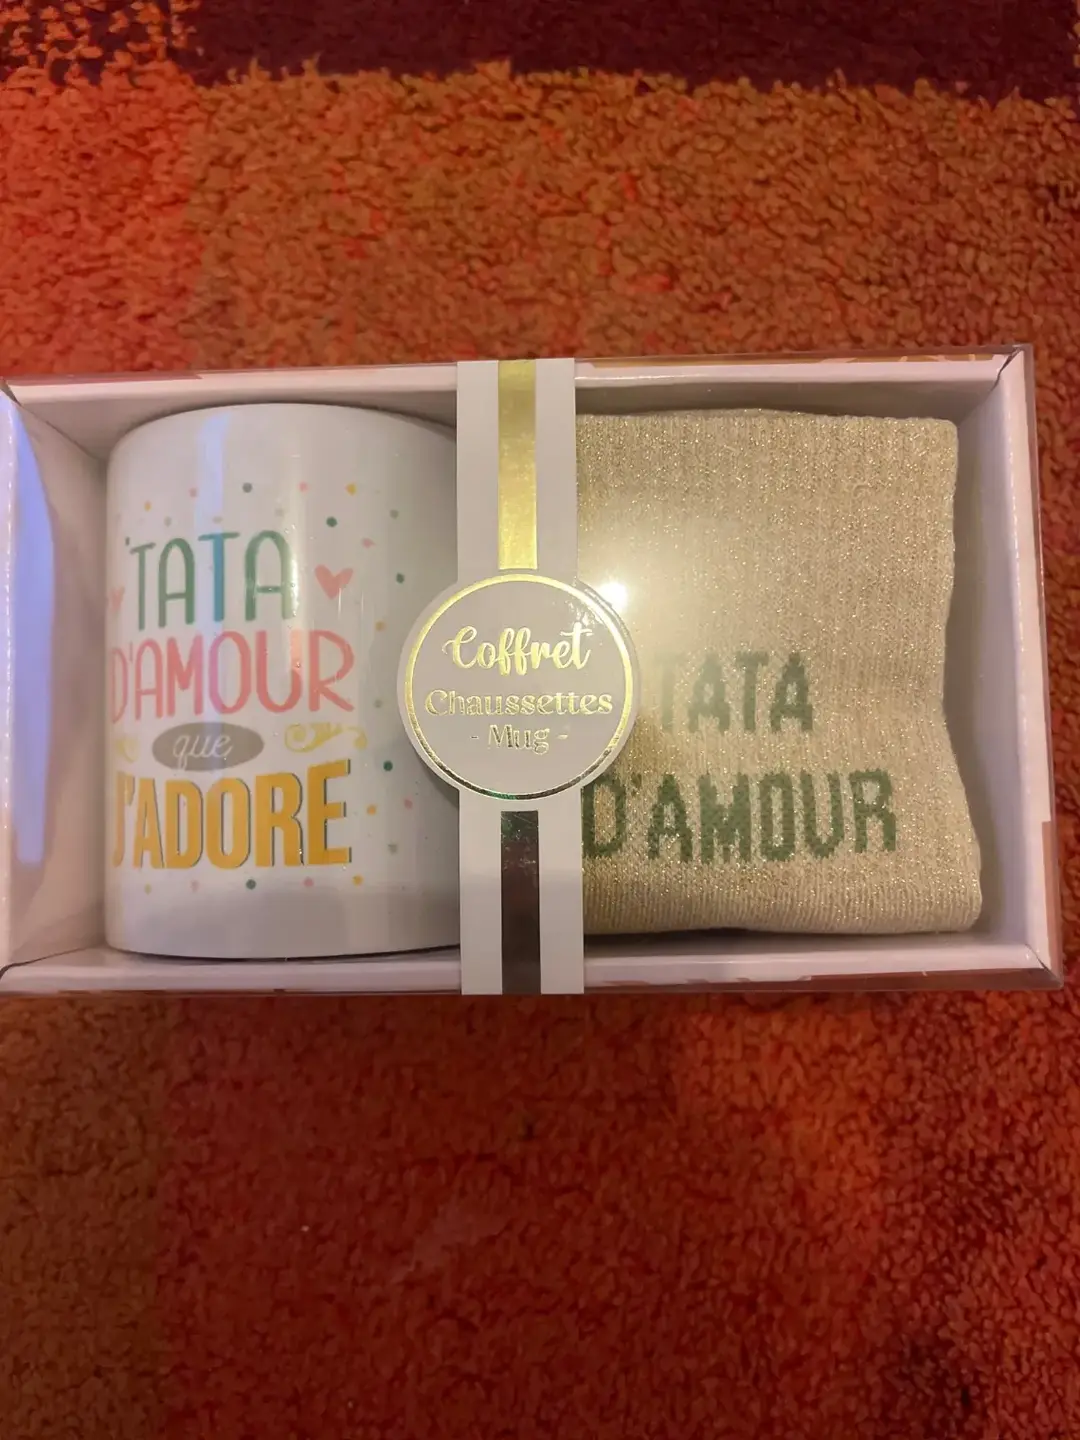 TATA
D'AMOUR
que
J'ADORE
Coffret
Chaussettes
- Mug -
TATA
D'AMOUR